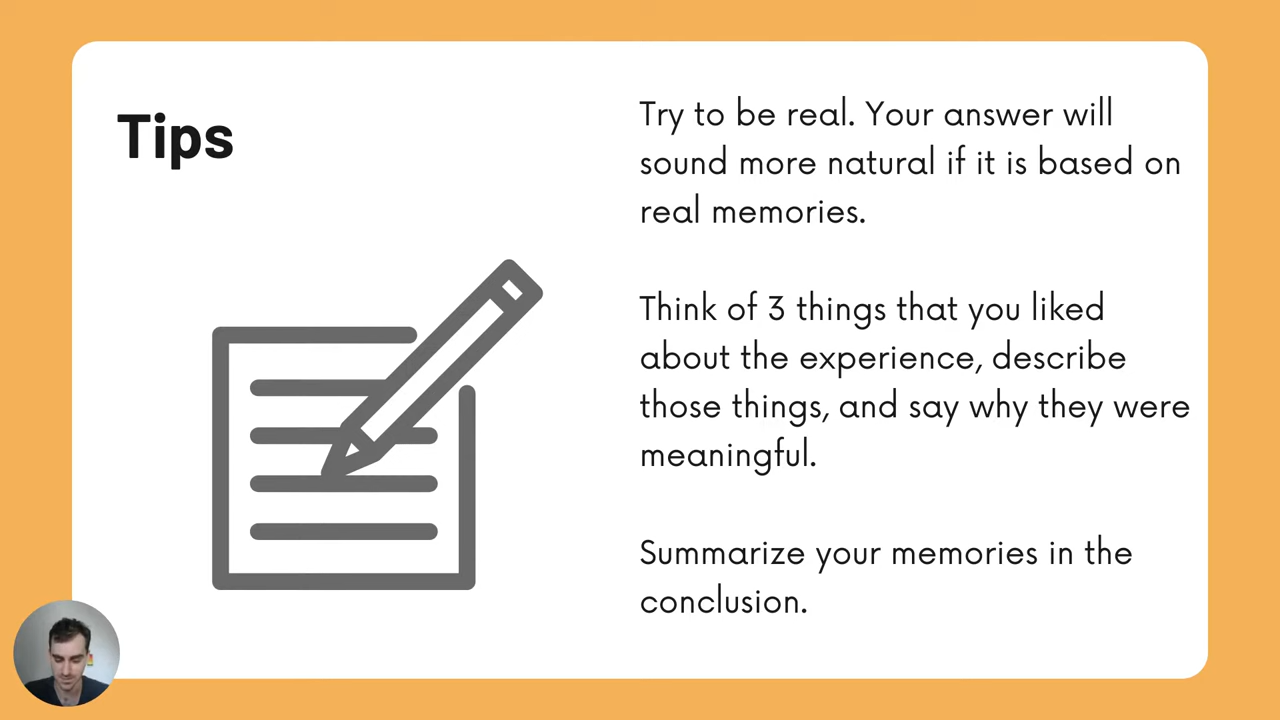 Tips
Try to be real. Your answer will
sound more natural if it is based on
real memories.
Think of 3 things that you liked
about the experience, describe
those things, and say why they were
meaningful.
Summarize your memories in the
conclusion.